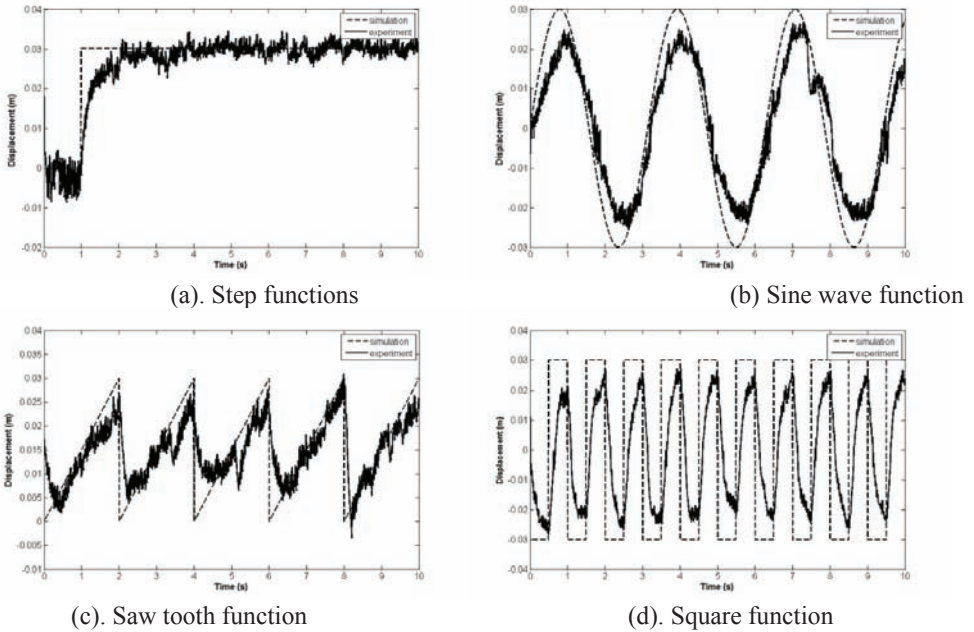 0.04
0.03
0.02
0.01
0
-0.01
-0.02
Displacement (m)
0 1 2 3 4 5 6 7 8 9 10
Time (s)
simulation
experiment
(a). Step functions
0.03
0.02
0.01
0
-0.01
-0.02
-0.03
Displacement (m)
0 1 2 3 4 5 6 7 8 9 10
Time (s)
simulation
experiment
(b) Sine wave function
0.04
0.035
0.03
0.025
0.02
0.015
0.01
0.005
0
-0.005
-0.01
Displacement (m)
0 1 2 3 4 5 6 7 8 9 10
Time (s)
simulation
experiment
(c). Saw tooth function
0.04
0.03
0.02
0.01
0
-0.01
-0.02
-0.03
-0.04
Displacement (m)
0 1 2 3 4 5 6 7 8 9 10
Time (s)
simulation
experiment
(d). Square function